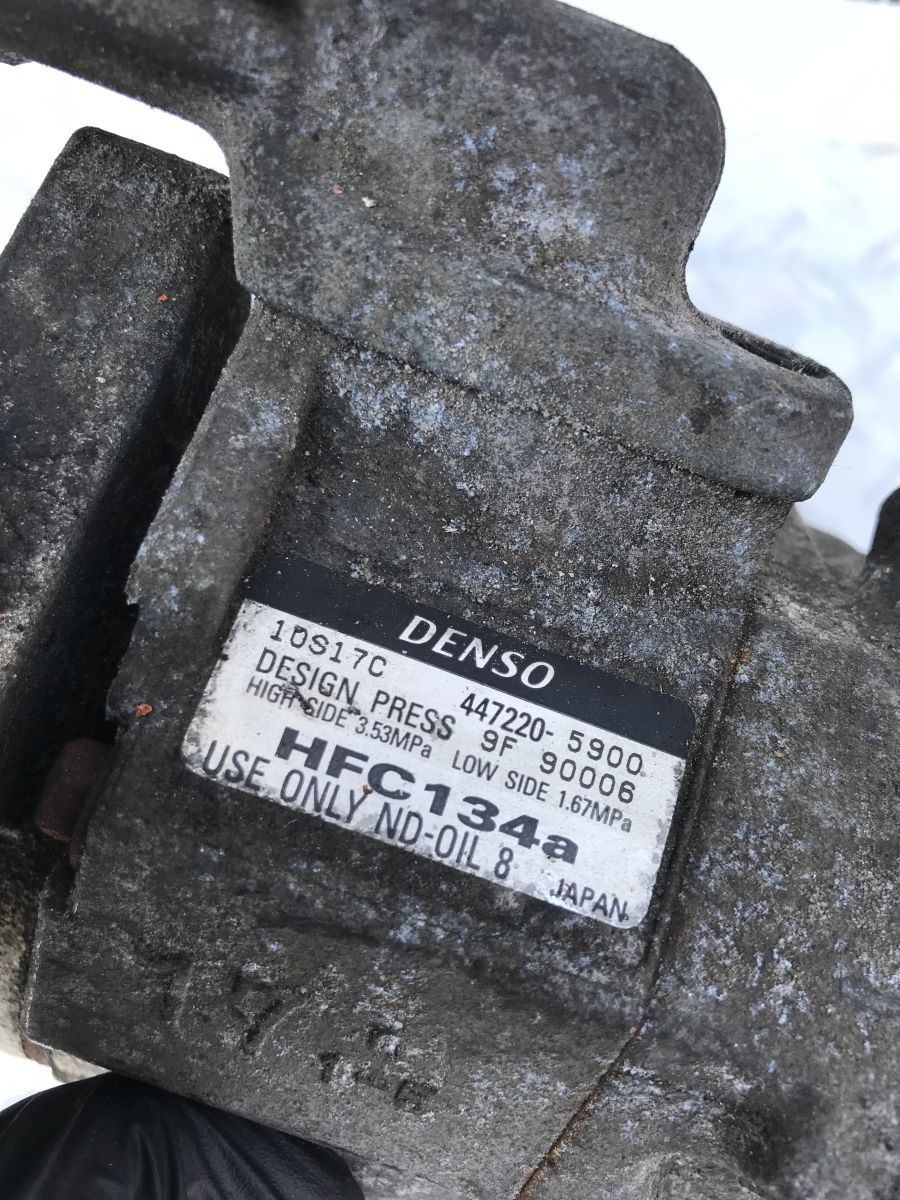 DENSO
10S17C 447220-5900
DESIGN PRESS 9F 90006
HIGH SIDE 3.53MPa LOW SIDE 1.67MPa
HFC134a
USE ONLY ND-OIL 8 JAPAN